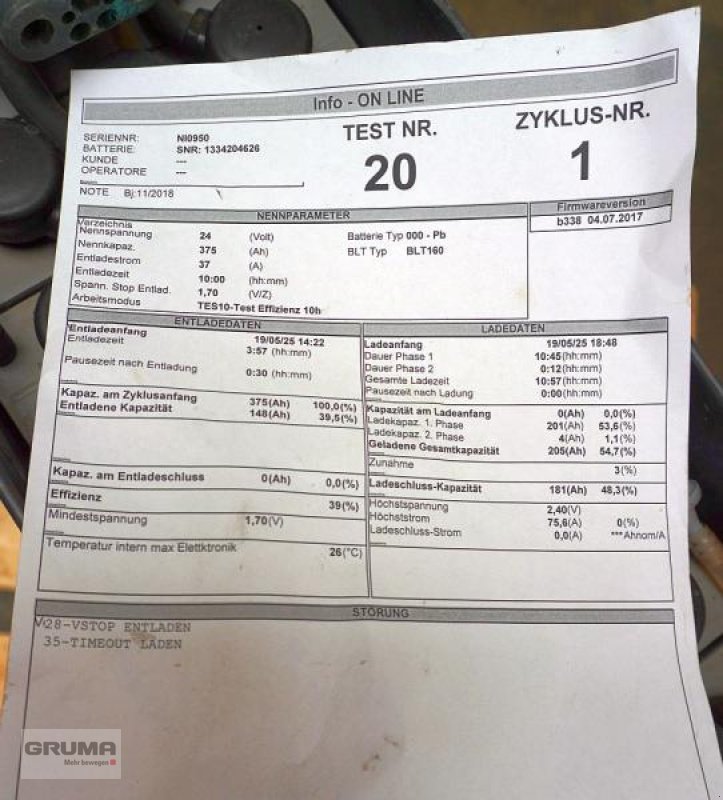 Info - ON LINE
SERIENNR: NI0950
BATTERIE: SNR: 1334204626
KUNDE ---
OPERATORE ---
NOTE Bj:11/2018
TEST NR.
20
ZYKLUS-NR.
1
NENNPARAMETER
Verzeichnis
Nennspannung 24 (Volt) Batterie Typ 000 - Pb
Nennkapaz. 375 (Ah) BLT Typ BLT160
Entladestrom 37 (A)
Entladezeit 10:00 (hh:mm)
Spann. Stop Entlad. 1,70 (V/Z)
Arbeitsmodus TES10-Test Effizienz 10h
Firmwareversion
b338 04.07.2017
ENTLADEDATEN
Entladeanfang 19/05/25 14:22
Entladezeit 3:57 (hh:mm)
Pausezeit nach Entladung 0:30 (hh:mm)
Kapaz. am Zyklusanfang 375(Ah) 100,0(%)
Entladene Kapazität 148(Ah) 39,5(%)
Kapaz. am Entladeschluss 0(Ah) 0,0(%)
Effizienz 39(%)
Mindestspannung 1,70(V)
Temperatur intern max Elettktronik 26(°C)
LADEDATEN
Ladeanfang 19/05/25 18:48
Dauer Phase 1 10:45(hh:mm)
Dauer Phase 2 0:12(hh:mm)
Gesamte Ladezeit 10:57(hh:mm)
Pausezeit nach Ladung 0:00(hh:mm)
Kapazität am Ladeanfang 0(Ah) 0,0(%)
Ladekapaz. 1. Phase 201(Ah) 53,6(%)
Ladekapaz. 2. Phase 4(Ah) 1,1(%)
Geladene Gesamtkapazität 205(Ah) 54,7(%)
Zunahme 3(%)
Ladeschluss-Kapazität 181(Ah) 48,3(%)
Höchstspannung 2,40(V)
Höchststrom 75,6(A) 0(%)
Ladeschluss-Strom 0,0(A) ***Ahnom/A
STÖRUNG
28-VSTOP ENTLADEN
35-TIMEOUT LADEN
GRUMA
Mehr bewegen.